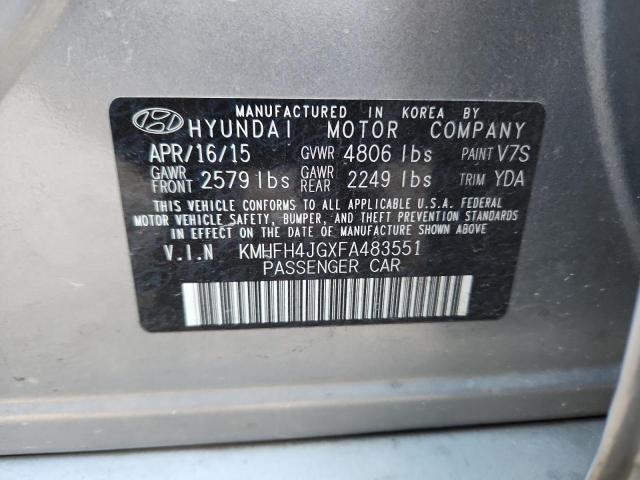 MANUFACTURED IN KOREA BY
HYUNDAI MOTOR COMPANY
APR/16/15 GVWR 4806 lbs PAINT V7S
GAWR FRONT 2579 lbs GAWR REAR 2249 lbs TRIM YDA
THIS VEHICLE CONFORMS TO ALL APPLICABLE U.S.A. FEDERAL
MOTOR VEHICLE SAFETY, BUMPER, AND THEFT PREVENTION STANDARDS
IN EFFECT ON THE DATE OF MANUFACTURE SHOWN ABOVE.
V.I.N KMHFH4JGXFA483551
PASSENGER CAR